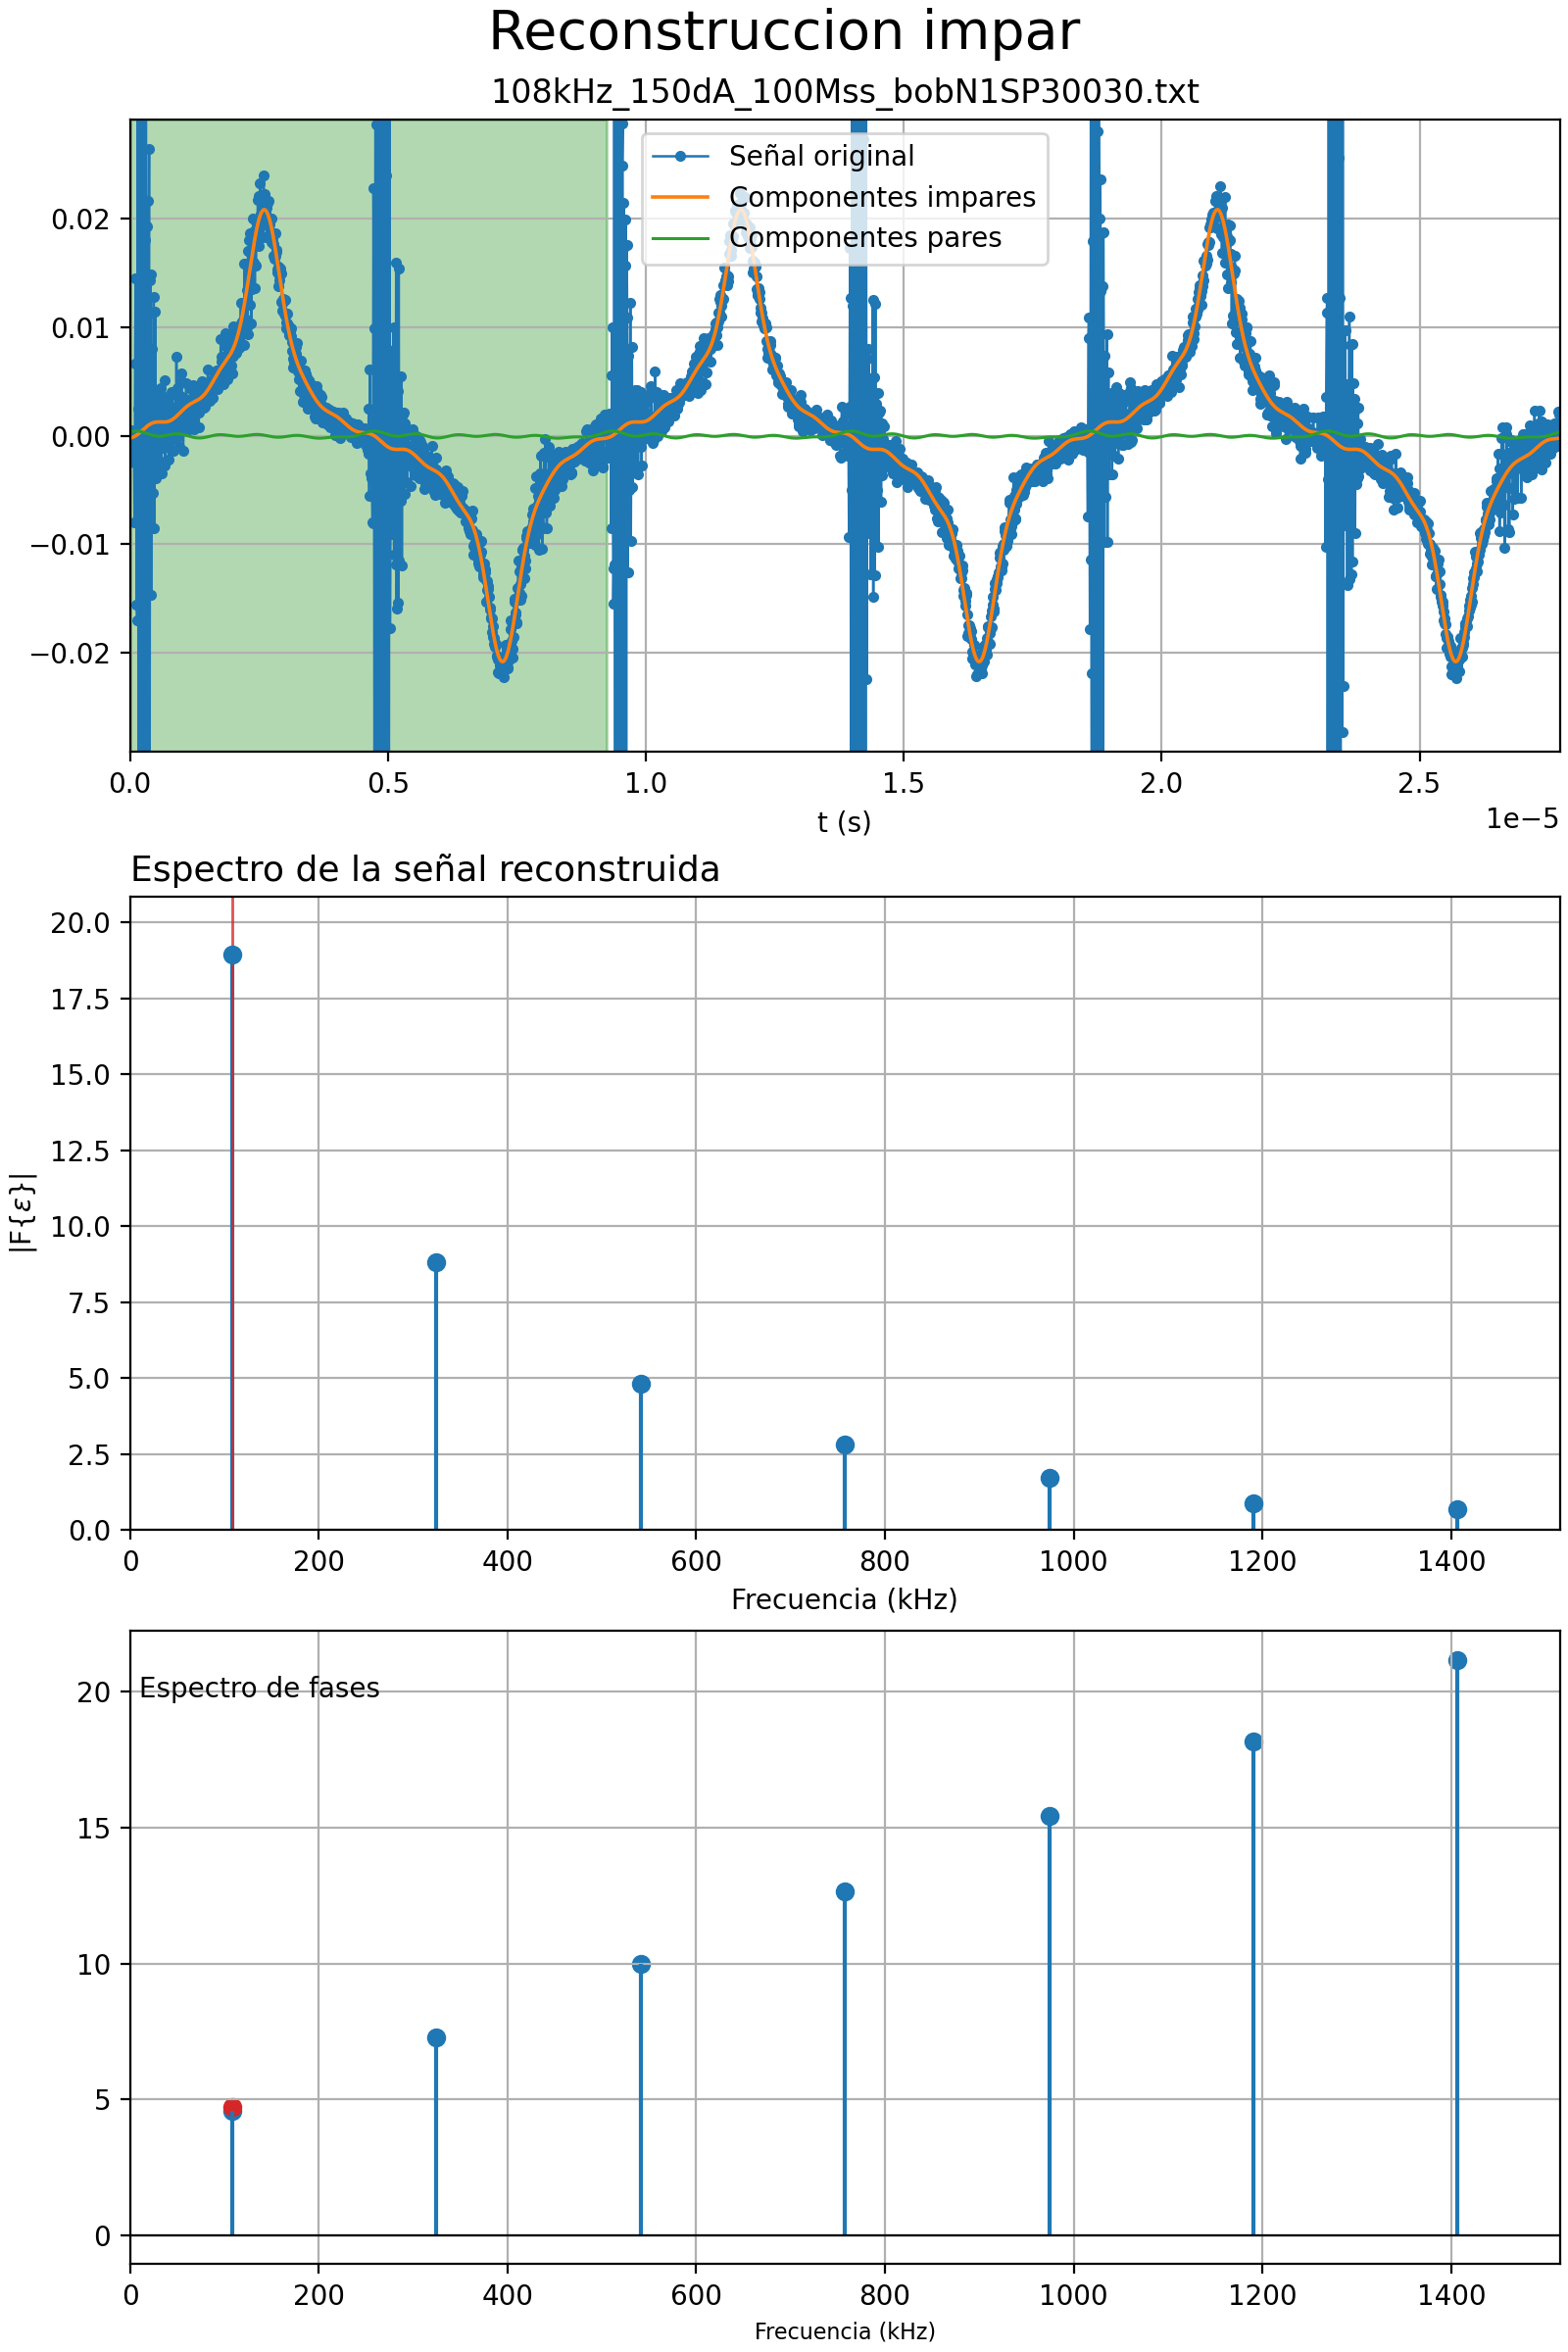 Reconstruccion impar
108kHz_150dA_100Mss_bobN1SP30030.txt
Señal original
Componentes impares
Componentes pares
0.02
0.01
0.00
−0.01
−0.02
0.0 0.5 1.0 1.5 2.0 2.5
t (s)
1e−5
Espectro de la señal reconstruida
20.0
17.5
15.0
12.5
10.0
7.5
5.0
2.5
0.0
|F{ε}|
0 200 400 600 800 1000 1200 1400
Frecuencia (kHz)
Espectro de fases
20
15
10
5
0
0 200 400 600 800 1000 1200 1400
Frecuencia (kHz)